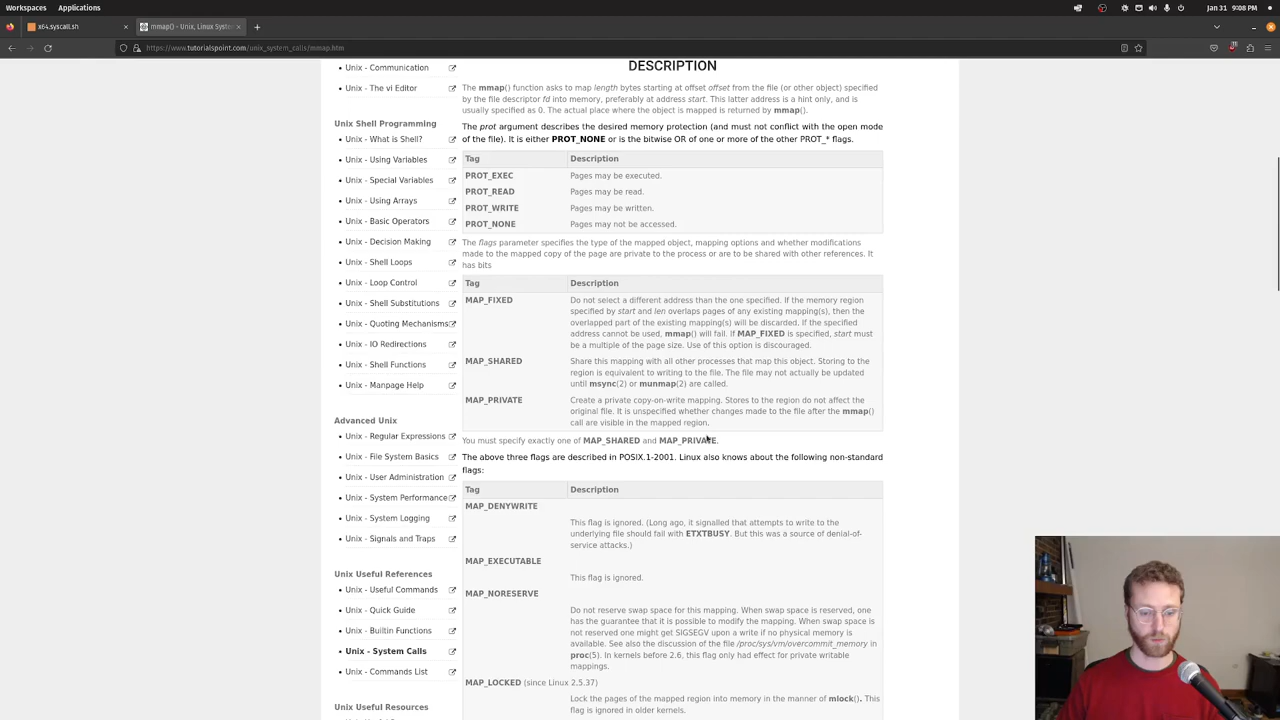 Workspaces Applications
Jan 31 9:08 PM
x64.syscall.sh
mmap() - Unix, Linux Syste
https://www.tutorialspoint.com/unix_system_calls/mmap.htm
Unix - Communication
Unix - The vi Editor
Unix Shell Programming
Unix - What is Shell?
Unix - Using Variables
Unix - Special Variables
Unix - Using Arrays
Unix - Basic Operators
Unix - Decision Making
Unix - Shell Loops
Unix - Loop Control
Unix - Shell Substitutions
Unix - Quoting Mechanisms
Unix - IO Redirections
Unix - Shell Functions
Unix - Manpage Help
Advanced Unix
Unix - Regular Expressions
Unix - File System Basics
Unix - User Administration
Unix - System Performance
Unix - System Logging
Unix - Signals and Traps
Unix Useful References
Unix - Useful Commands
Unix - Quick Guide
Unix - Builtin Functions
Unix - System Calls
Unix - Commands List
Unix Useful Resources
DESCRIPTION
The mmap() function asks to map length bytes starting at offset offset from the file (or other object) specified
by the file descriptor fd into memory, preferably at address start. This latter address is a hint only, and is
usually specified as 0. The actual place where the object is mapped is returned by mmap().
The prot argument describes the desired memory protection (and must not conflict with the open mode
of the file). It is either PROT_NONE or is the bitwise OR of one or more of the other PROT_* flags.
Tag Description
PROT_EXEC Pages may be executed.
PROT_READ Pages may be read.
PROT_WRITE Pages may be written.
PROT_NONE Pages may not be accessed.
The flags parameter specifies the type of the mapped object, mapping options and whether modifications
made to the mapped copy of the page are private to the process or are to be shared with other references. It
has bits
Tag Description
MAP_FIXED Do not select a different address than the one specified. If the memory region
specified by start and len overlaps pages of any existing mapping(s), then the
overlapped part of the existing mapping(s) will be discarded. If the specified
address cannot be used, mmap() will fail. If MAP_FIXED is specified, start must
be a multiple of the page size. Use of this option is discouraged.
MAP_SHARED Share this mapping with all other processes that map this object. Storing to the
region is equivalent to writing to the file. The file may not actually be updated
until msync(2) or munmap(2) are called.
MAP_PRIVATE Create a private copy-on-write mapping. Stores to the region do not affect the
original file. It is unspecified whether changes made to the file after the mmap()
call are visible in the mapped region.
You must specify exactly one of MAP_SHARED and MAP_PRIVATE.
The above three flags are described in POSIX.1-2001. Linux also knows about the following non-standard
flags:
Tag Description
MAP_DENYWRITE
This flag is ignored. (Long ago, it signalled that attempts to write to the
underlying file should fail with ETXTBUSY. But this was a source of denial-of-
service attacks.)
MAP_EXECUTABLE
This flag is ignored.
MAP_NORESERVE
Do not reserve swap space for this mapping. When swap space is reserved, one
has the guarantee that it is possible to modify the mapping. When swap space is
not reserved one might get SIGSEGV upon a write if no physical memory is
available. See also the discussion of the file /proc/sys/vm/overcommit_memory in
proc(5). In kernels before 2.6, this flag only had effect for private writable
mappings.
MAP_LOCKED (since Linux 2.5.37)
Lock the pages of the mapped region into memory in the manner of mlock(). This
flag is ignored in older kernels.